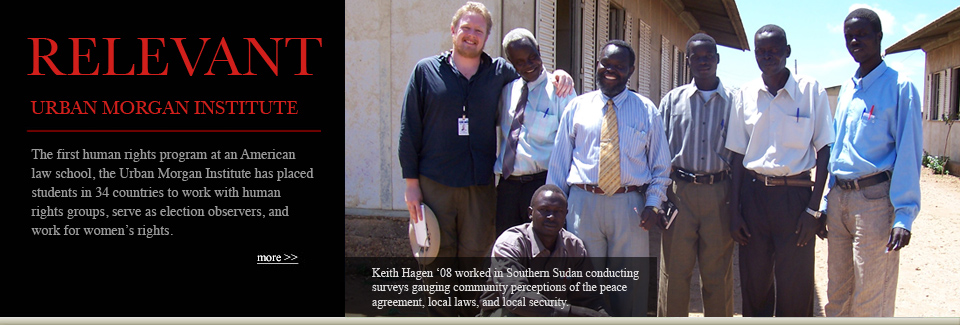 RELEVANT
URBAN MORGAN INSTITUTE
The first human rights program at an American
law school, the Urban Morgan Institute has placed
students in 34 countries to work with human
rights groups, serve as election observers, and
work for women’s rights.
more >>
Keith Hagen ‘08 worked in Southern Sudan conducting
surveys gauging community perceptions of the peace
agreement, local laws, and local security.